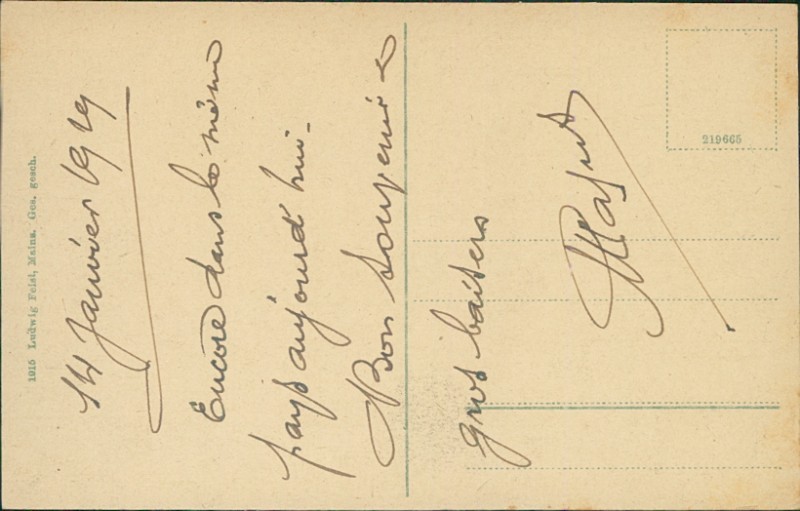 14 Janvier 1919
Encore dans le même
pays aujourd'hui-
Bon souvenir
gros baisers
1915 Ludwig Feist, Mainz. Ges. gesch.
219665